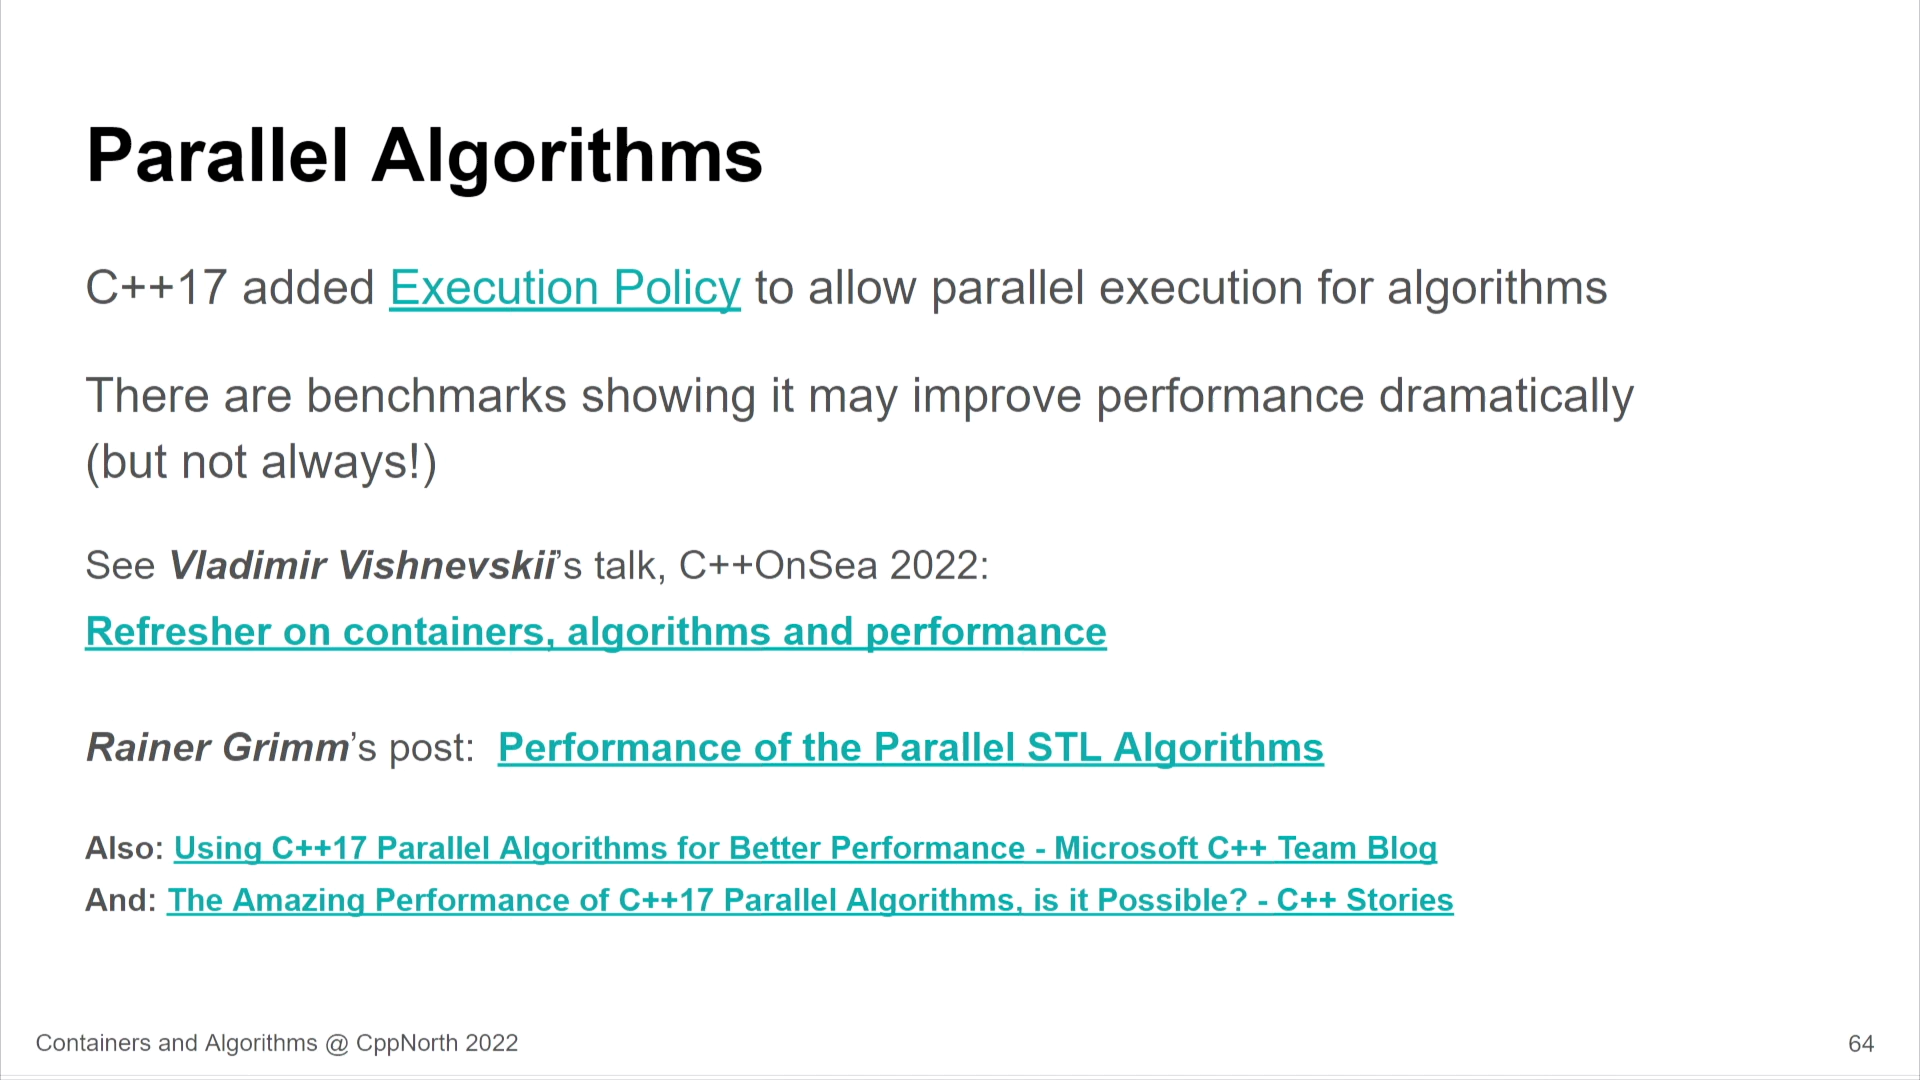 Parallel Algorithms
C++17 added Execution Policy to allow parallel execution for algorithms
There are benchmarks showing it may improve performance dramatically
(but not always!)
See Vladimir Vishnevskii’s talk, C++OnSea 2022:
Refresher on containers, algorithms and performance
Rainer Grimm’s post: Performance of the Parallel STL Algorithms
Also: Using C++17 Parallel Algorithms for Better Performance - Microsoft C++ Team Blog
And: The Amazing Performance of C++17 Parallel Algorithms, is it Possible? - C++ Stories
Containers and Algorithms @ CppNorth 2022
64